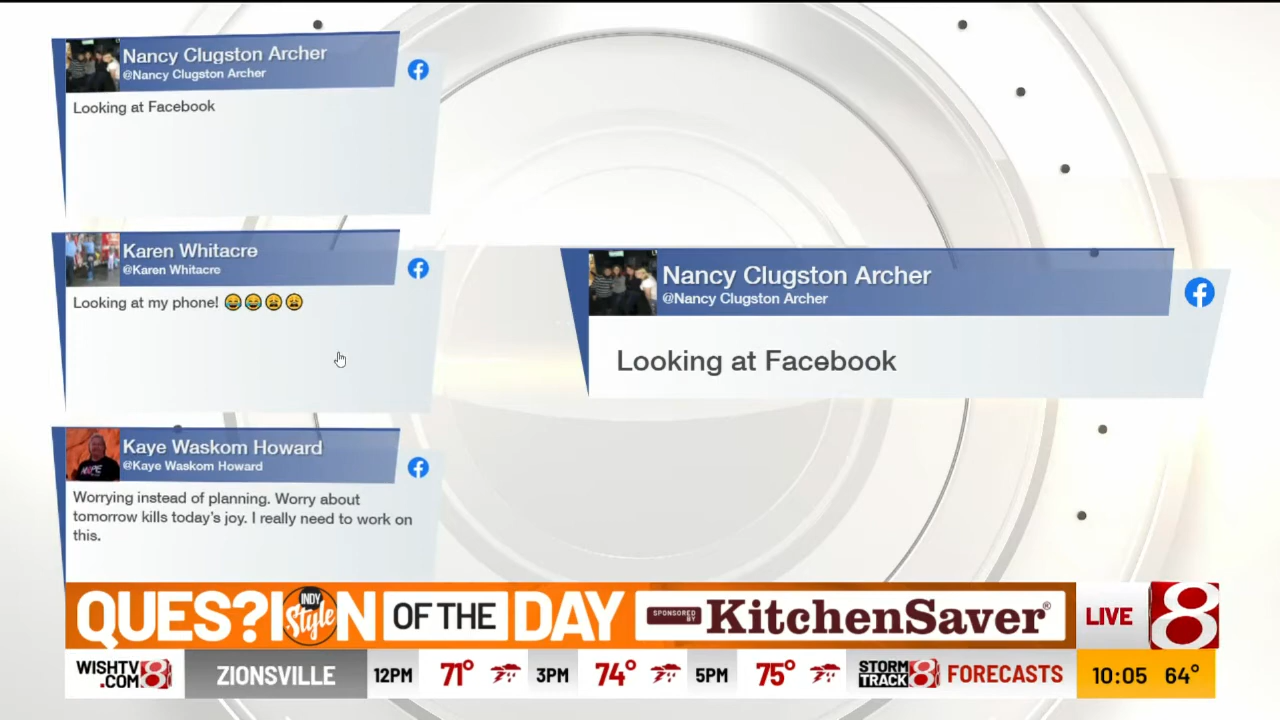 Nancy Clugston Archer
@Nancy Clugston Archer
Looking at Facebook
Karen Whitacre
@Karen Whitacre
Looking at my phone! 😂😂😩😩
Kaye Waskom Howard
@Kaye Waskom Howard
Worrying instead of planning. Worry about
tomorrow kills today's joy. I really need to work on
this.
Nancy Clugston Archer
@Nancy Clugston Archer
Looking at Facebook
QUES?ION OF THE DAY
INDY
Style
SPONSORED
BY
KitchenSaver®
LIVE 8
WISHTV
.COM 8
ZIONSVILLE 12PM 71° 3PM 74° 5PM 75°
STORM
TRACK 8
FORECASTS
10:05 64°